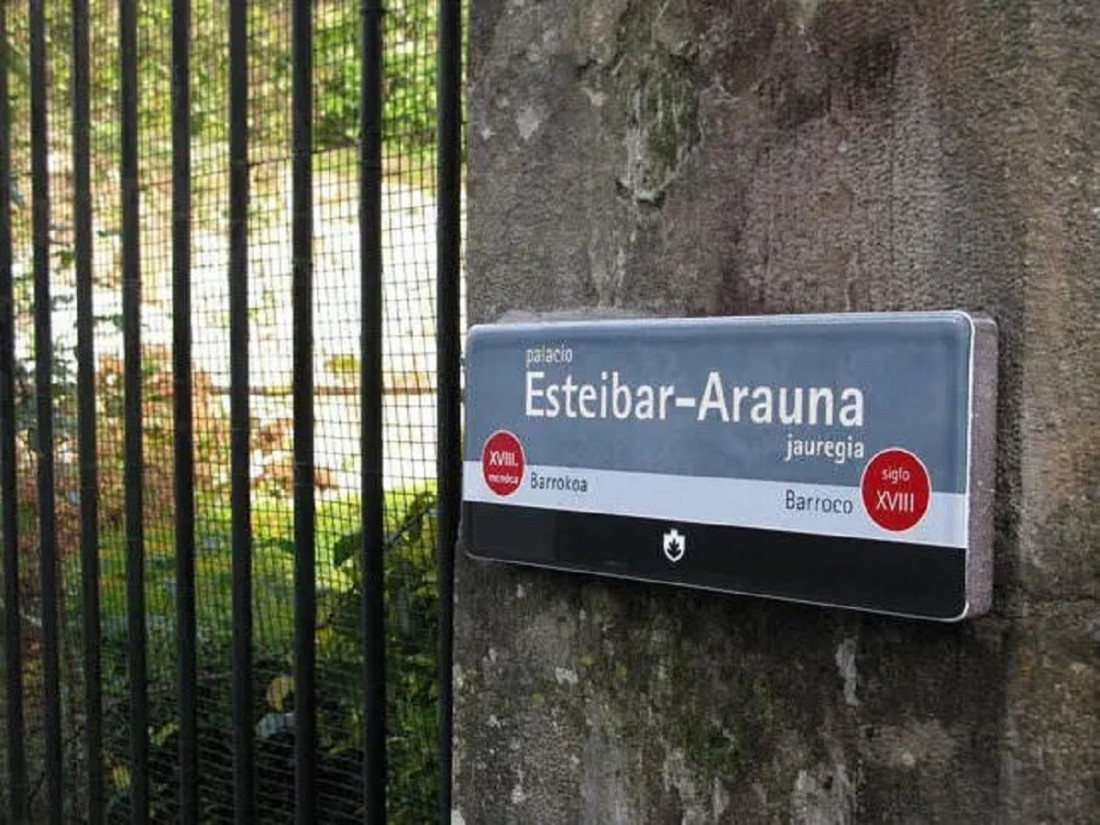 palacio
Esteibar-Arauna
jauregia
XVIII.
mendea
Barrokoa
Barroco
siglo
XVIII